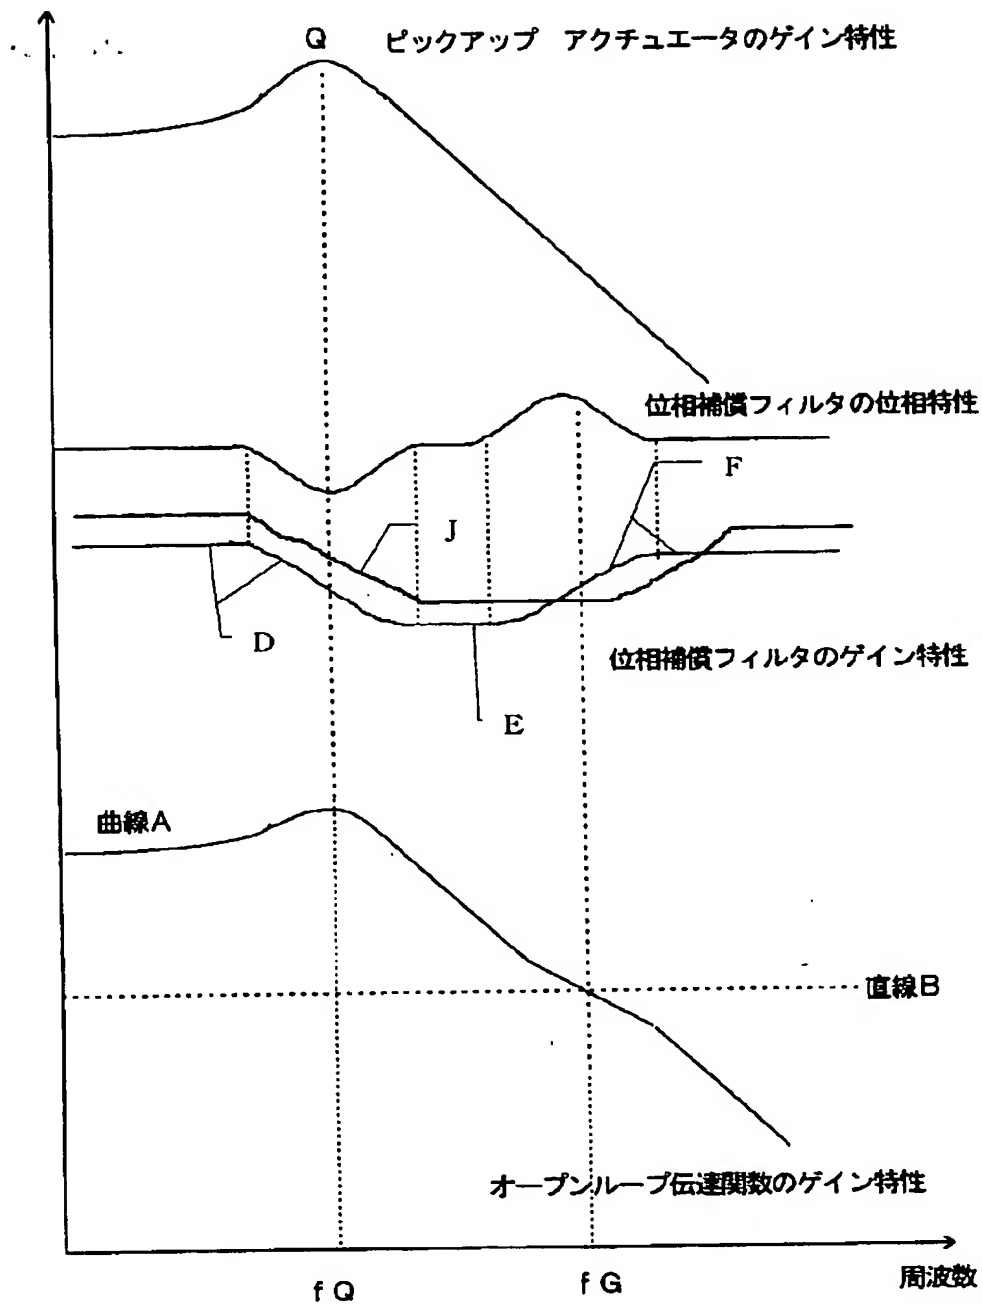 Q
ピックアップ アクチュエータのゲイン特性
位相補償フィルタの位相特性
F
J
D
位相補償フィルタのゲイン特性
E
曲線A
直線B
オープンループ伝達関数のゲイン特性
周波数
fQ
fG